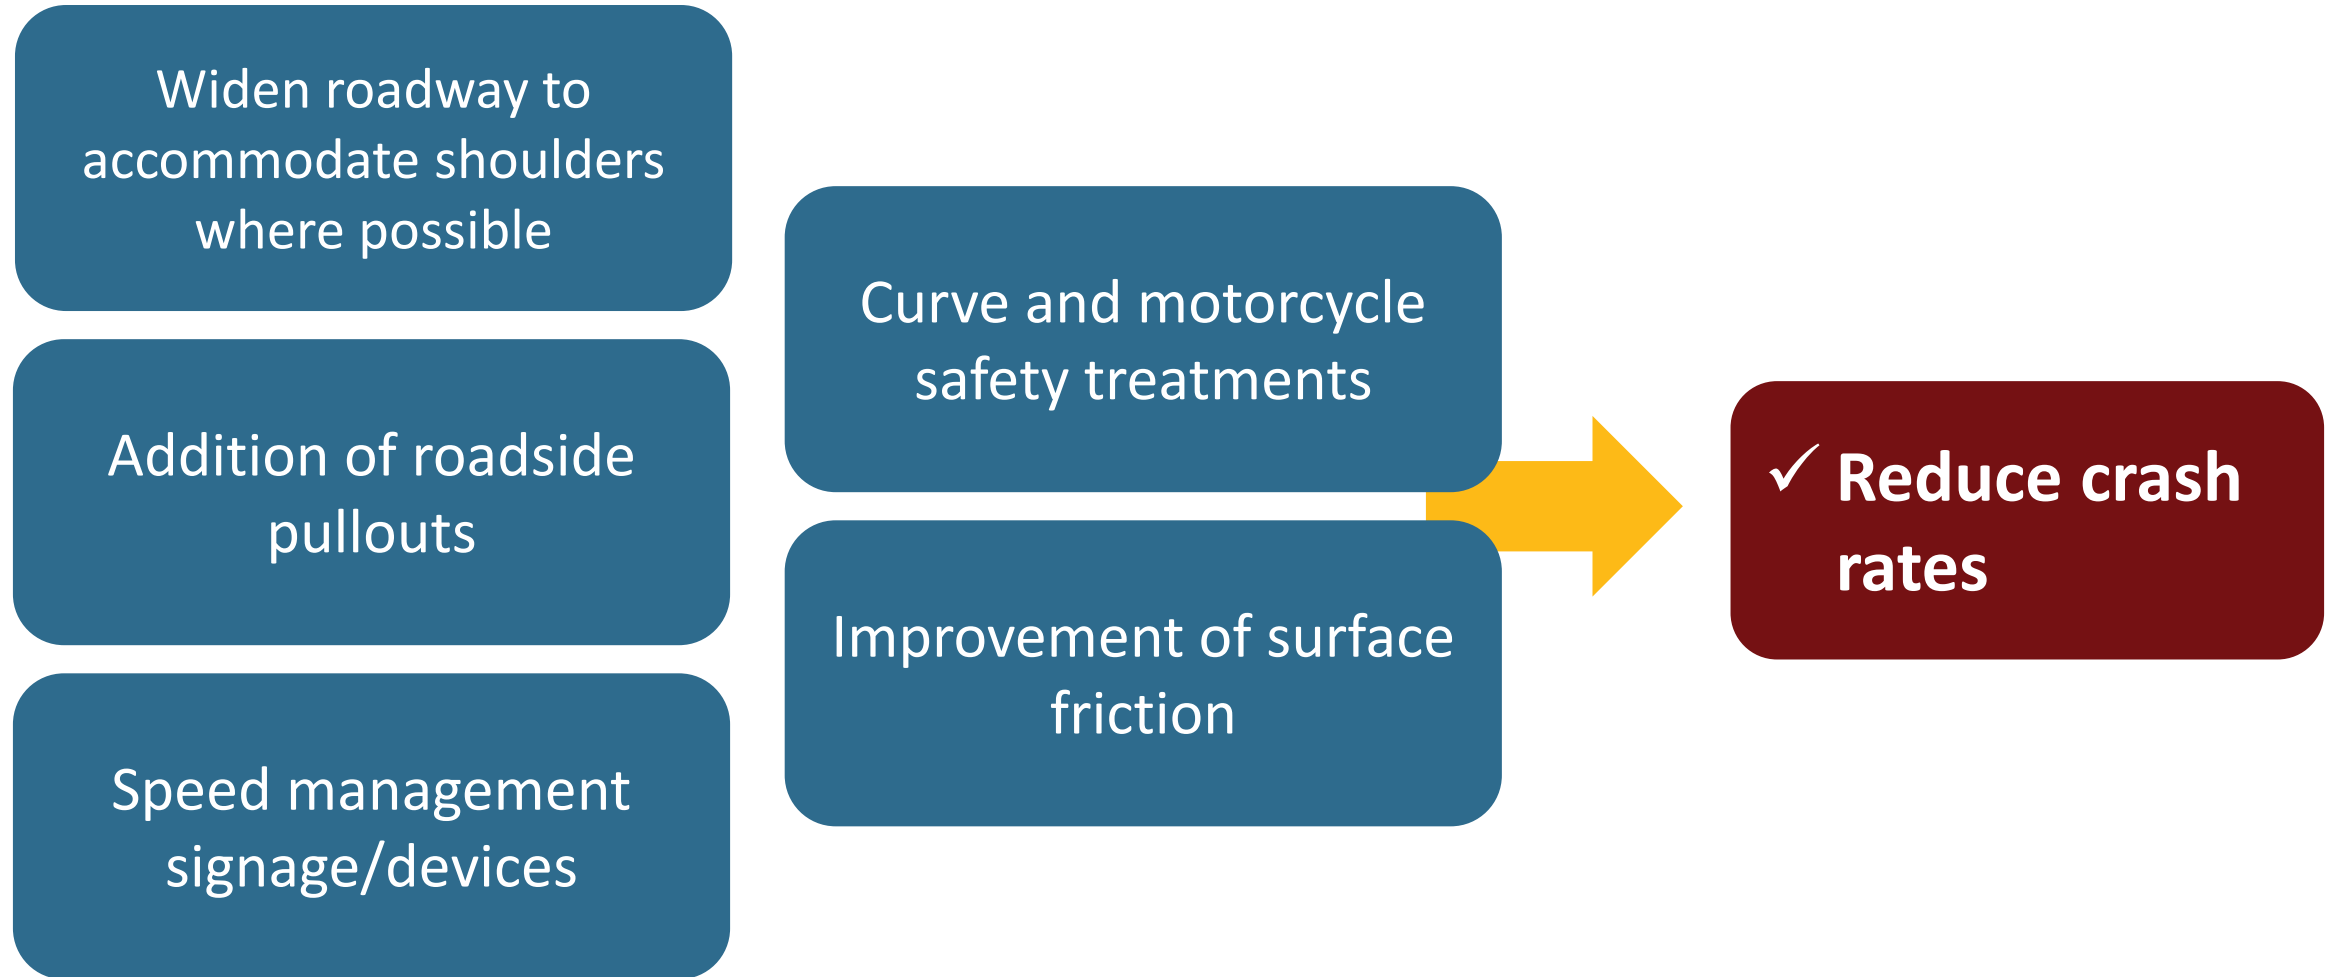 Widen roadway to
accommodate shoulders
where possible
Addition of roadside
pullouts
Speed management
signage/devices
Curve and motorcycle
safety treatments
Improvement of surface
friction
✓ Reduce crash
rates